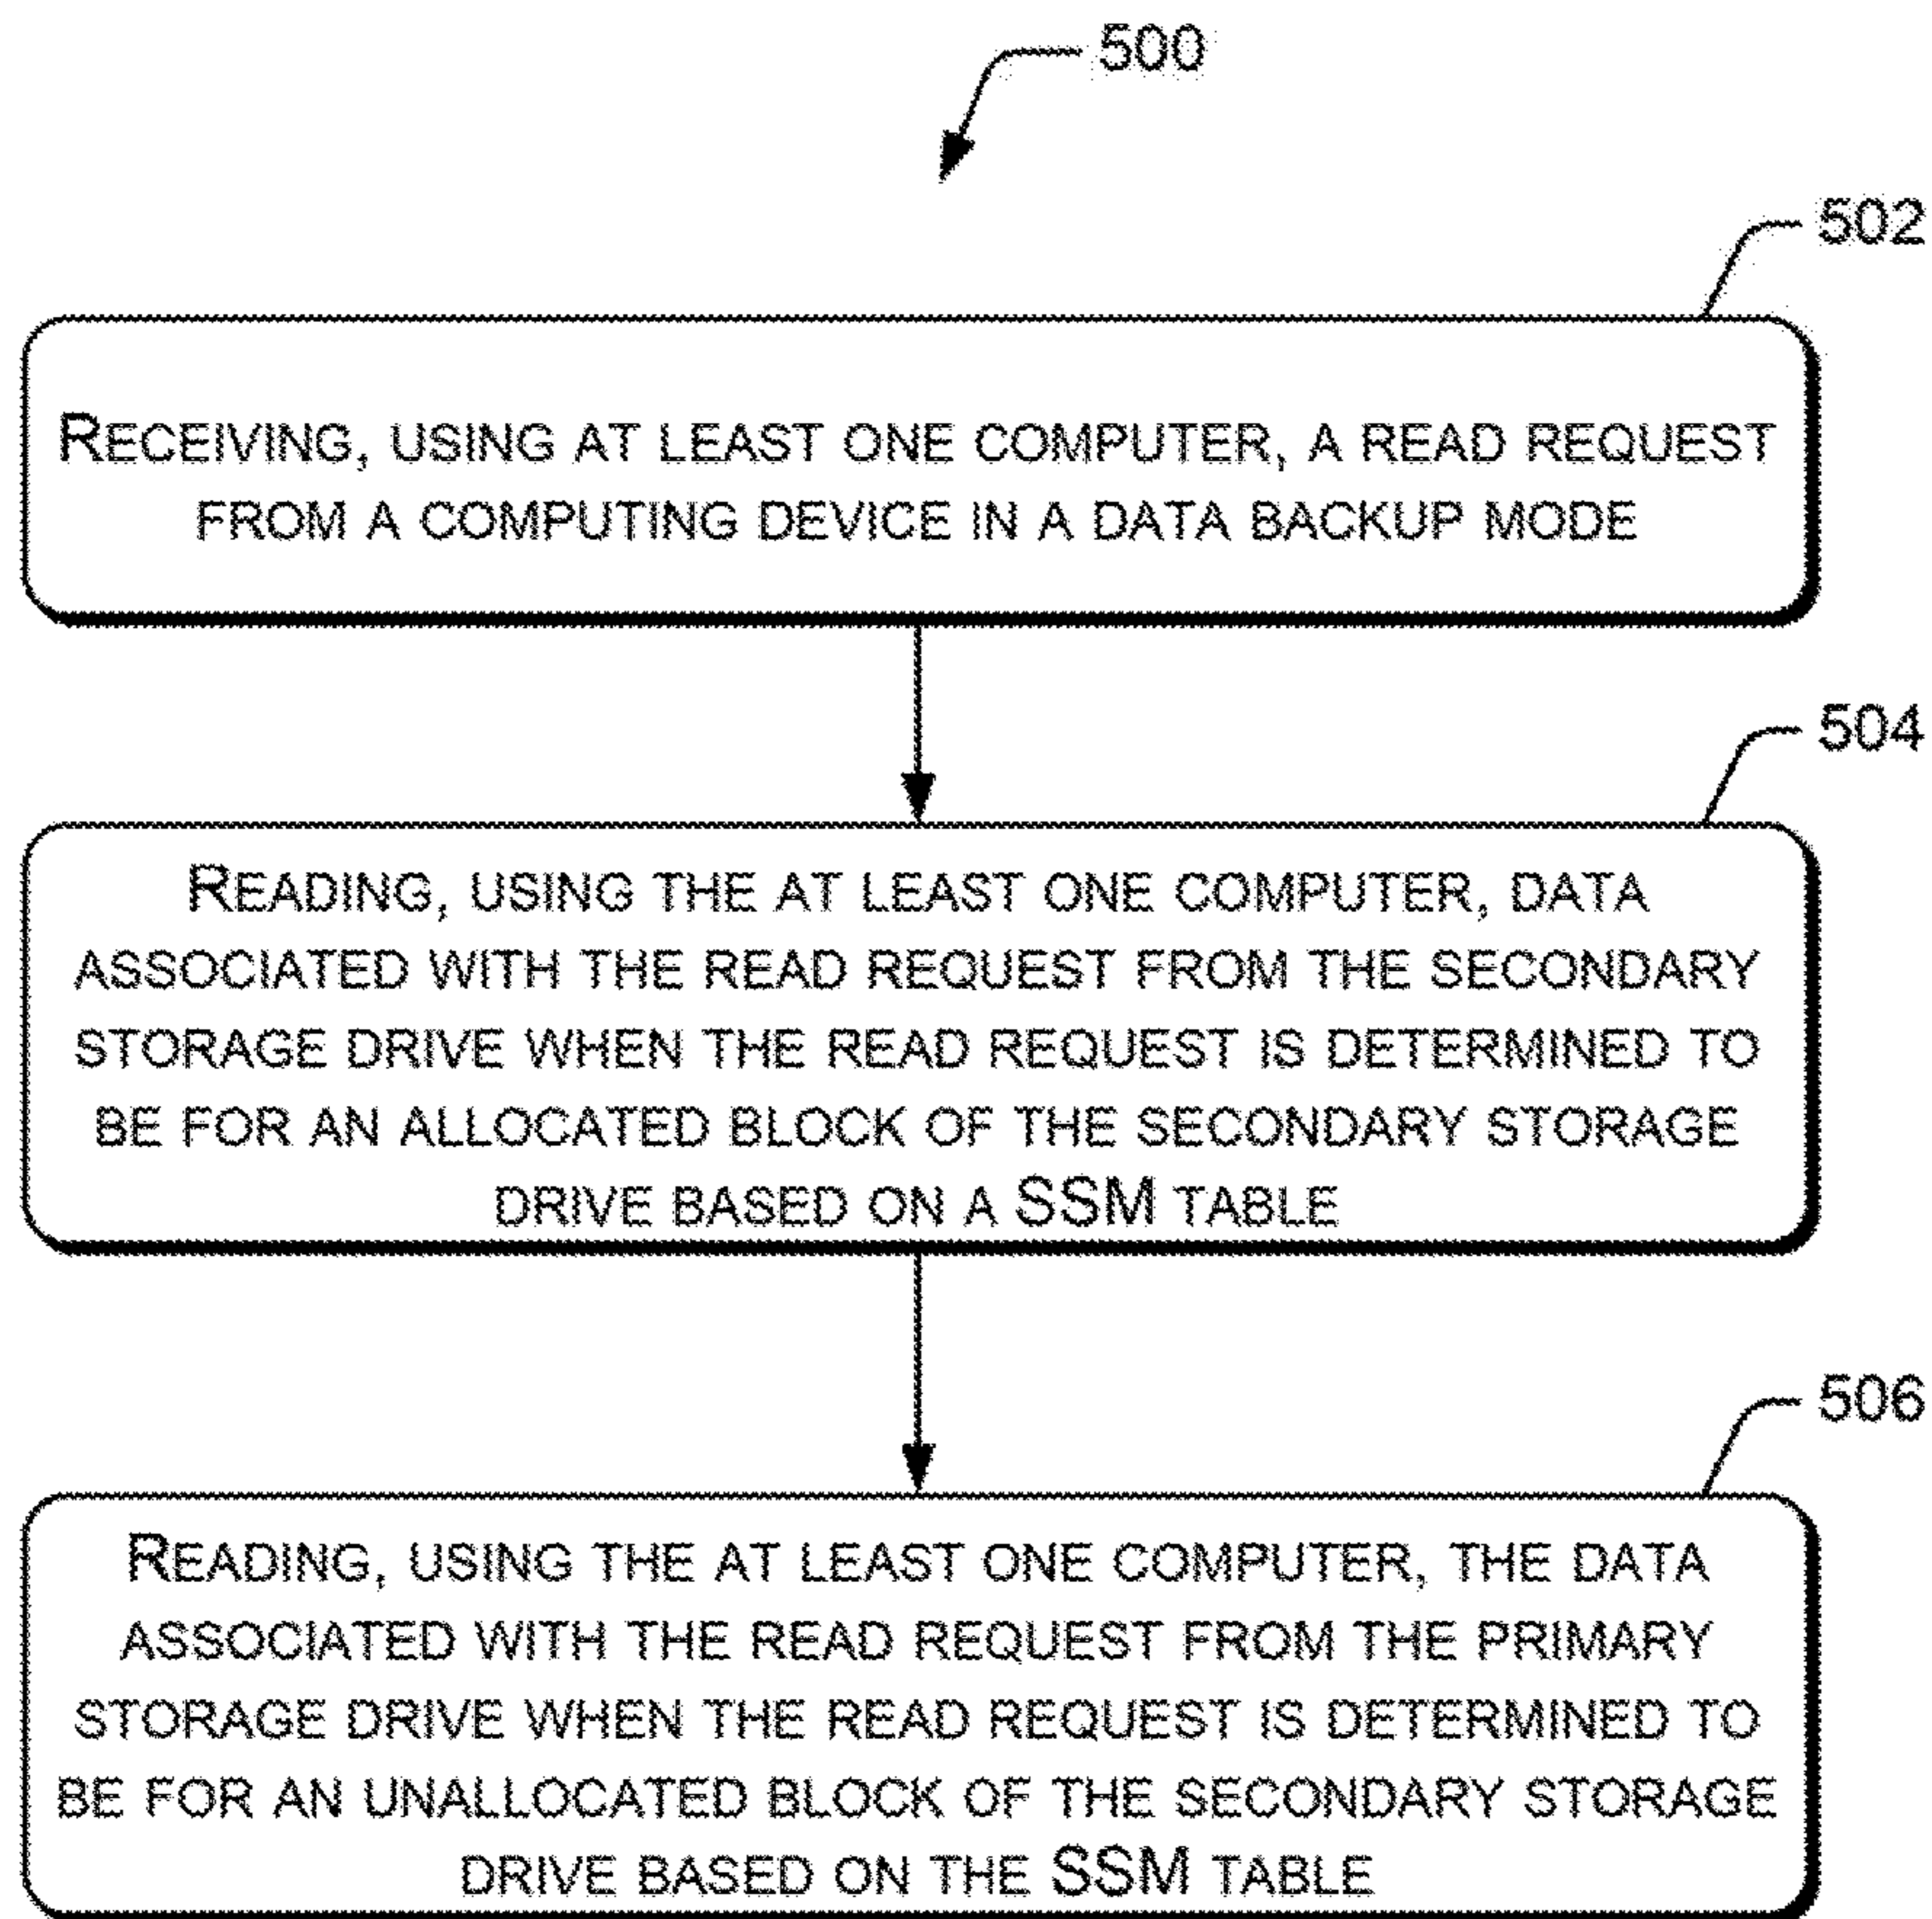 500
502
RECEIVING, USING AT LEAST ONE COMPUTER, A READ REQUEST
FROM A COMPUTING DEVICE IN A DATA BACKUP MODE
504
READING, USING THE AT LEAST ONE COMPUTER, DATA
ASSOCIATED WITH THE READ REQUEST FROM THE SECONDARY
STORAGE DRIVE WHEN THE READ REQUEST IS DETERMINED TO
BE FOR AN ALLOCATED BLOCK OF THE SECONDARY STORAGE
DRIVE BASED ON A SSM TABLE
506
READING, USING THE AT LEAST ONE COMPUTER, THE DATA
ASSOCIATED WITH THE READ REQUEST FROM THE PRIMARY
STORAGE DRIVE WHEN THE READ REQUEST IS DETERMINED TO
BE FOR AN UNALLOCATED BLOCK OF THE SECONDARY STORAGE
DRIVE BASED ON THE SSM TABLE